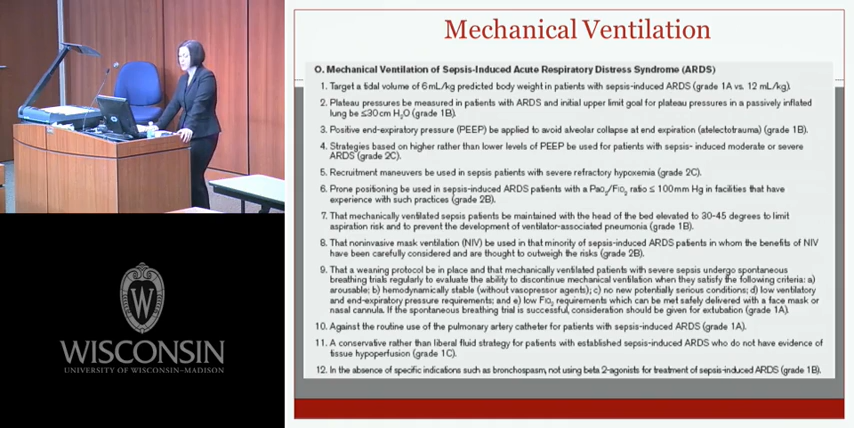 Mechanical Ventilation
O. Mechanical Ventilation of Sepsis-Induced Acute Respiratory Distress Syndrome (ARDS)
1. Target a tidal volume of 6 mL/kg predicted body weight in patients with sepsis-induced ARDS (grade 1A vs. 12 mL/kg).
2. Plateau pressures be measured in patients with ARDS and initial upper limit goal for plateau pressures in a passively inflated
lung be ≤30 cm H2O (grade 1B).
3. Positive end-expiratory pressure (PEEP) be applied to avoid alveolar collapse at end expiration (atelectotrauma) (grade 1B).
4. Strategies based on higher rather than lower levels of PEEP be used for patients with sepsis- induced moderate or severe
ARDS (grade 2C).
5. Recruitment maneuvers be used in sepsis patients with severe refractory hypoxemia (grade 2C).
6. Prone positioning be used in sepsis-induced ARDS patients with a Pao2/Fio2 ratio ≤ 100 mm Hg in facilities that have
experience with such practices (grade 2B).
7. That mechanically ventilated sepsis patients be maintained with the head of the bed elevated to 30-45 degrees to limit
aspiration risk and to prevent the development of ventilator-associated pneumonia (grade 1B).
8. That noninvasive mask ventilation (NIV) be used in that minority of sepsis-induced ARDS patients in whom the benefits of NIV
have been carefully considered and are thought to outweigh the risks (grade 2B).
9. That a weaning protocol be in place and that mechanically ventilated patients with severe sepsis undergo spontaneous
breathing trials regularly to evaluate the ability to discontinue mechanical ventilation when they satisfy the following criteria: a)
arousable; b) hemodynamically stable (without vasopressor agents); c) no new potentially serious conditions; d) low ventilatory
and end-expiratory pressure requirements; and e) low Fio2 requirements which can be met safely delivered with a face mask or
nasal cannula. If the spontaneous breathing trial is successful, consideration should be given for extubation (grade 1A).
10. Against the routine use of the pulmonary artery catheter for patients with sepsis-induced ARDS (grade 1A).
11. A conservative rather than liberal fluid strategy for patients with established sepsis-induced ARDS who do not have evidence of
tissue hypoperfusion (grade 1C).
12. In the absence of specific indications such as bronchospasm, not using beta 2-agonists for treatment of sepsis-induced ARDS (grade 1B).
W
WISCONSIN
UNIVERSITY OF WISCONSIN–MADISON